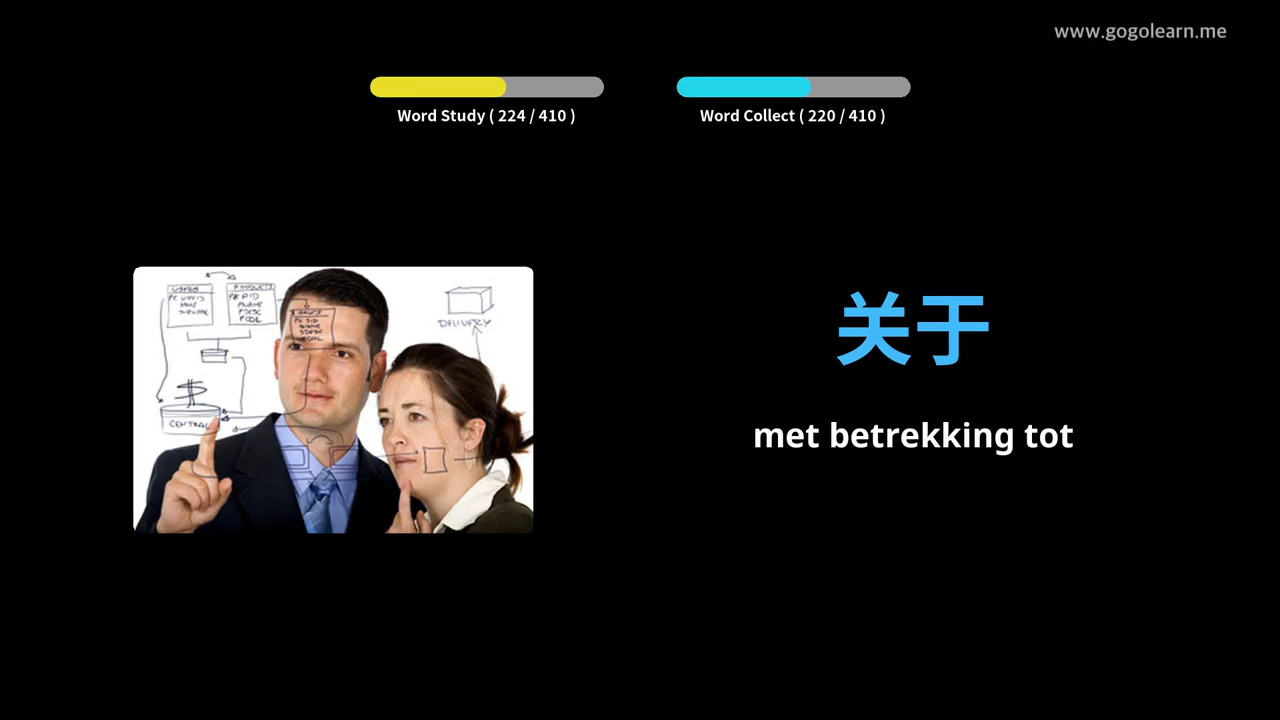 www.gogolearn.me
Word Study ( 224 / 410 )
Word Collect ( 220 / 410 )
关于
met betrekking tot
DELIVERY
CENTRAL